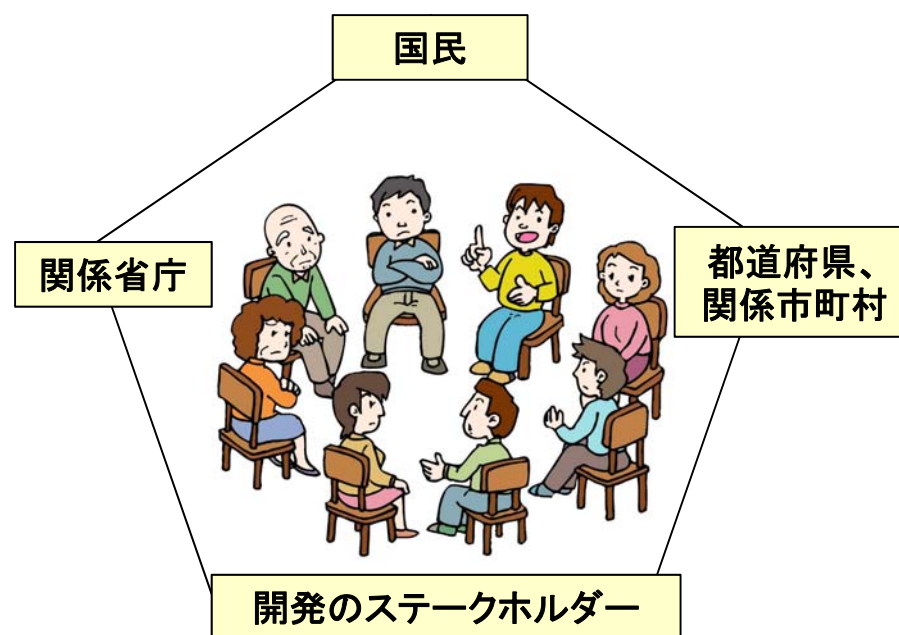 国民
関係省庁
都道府県、
関係市町村
開発のステークホルダー